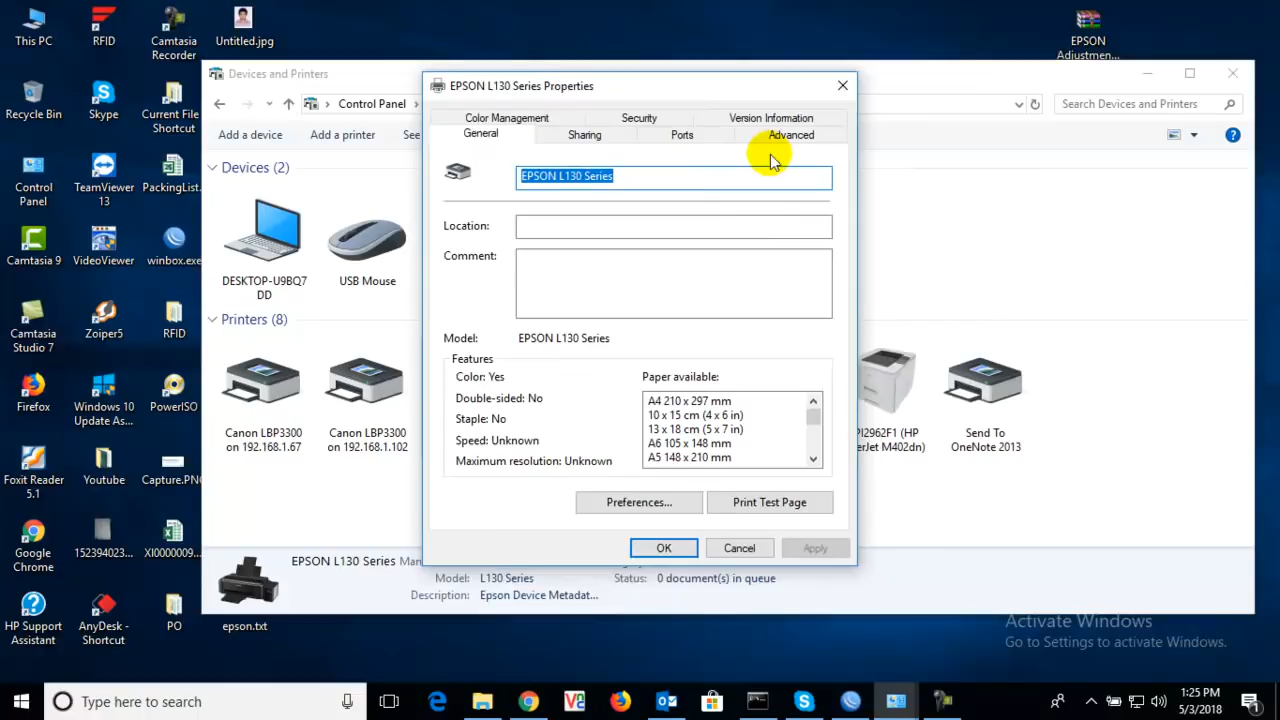 This PC
RFID
Camtasia
Recorder
Untitled.jpg
EPSON
Adjustmen...
Recycle Bin
Skype
Current File
Shortcut
Control
Panel
TeamViewer
13
PackingList.
Camtasia 9
VideoViewer
winbox.exe
Camtasia
Studio 7
Zoiper5
RFID
Firefox
Windows 10
Update As...
PowerISO
Foxit Reader
5.1
Youtube
Capture.PNG
Google
Chrome
152394023...
XI0000009...
HP Support
Assistant
AnyDesk -
Shortcut
PO
epson.txt
Devices and Printers
Control Panel
Search Devices and Printers
Add a device
Add a printer
See
Devices (2)
DESKTOP-U9BQ7
DD
USB Mouse
Printers (8)
Canon LBP3300
on 192.168.1.67
Canon LBP3300
on 192.168.1.102
PI2962F1 (HP
erJet M402dn)
Send To
OneNote 2013
EPSON L130 Series Man
Model: L130 Series
Status: 0 document(s) in queue
Description: Epson Device Metadat...
EPSON L130 Series Properties
Color Management
Security
Version Information
General
Sharing
Ports
Advanced
EPSON L130 Series
Location:
Comment:
Model: EPSON L130 Series
Features
Color: Yes
Double-sided: No
Staple: No
Speed: Unknown
Maximum resolution: Unknown
Paper available:
A4 210 x 297 mm
10 x 15 cm (4 x 6 in)
13 x 18 cm (5 x 7 in)
A6 105 x 148 mm
A5 148 x 210 mm
Preferences...
Print Test Page
OK
Cancel
Apply
Activate Windows
Go to Settings to activate Windows.
Type here to search
1:25 PM
5/3/2018